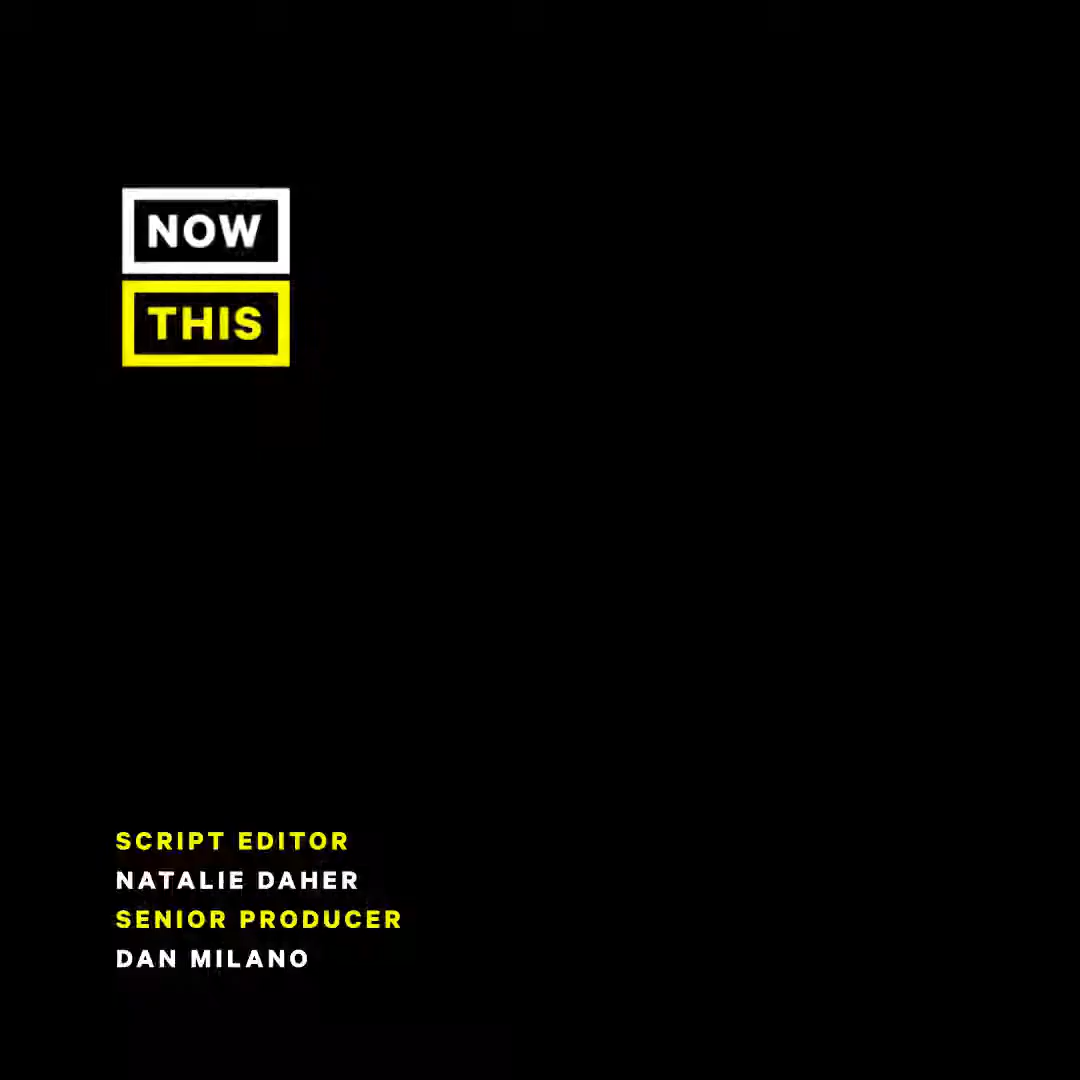 NOW
THIS
SCRIPT EDITOR
NATALIE DAHER
SENIOR PRODUCER
DAN MILANO